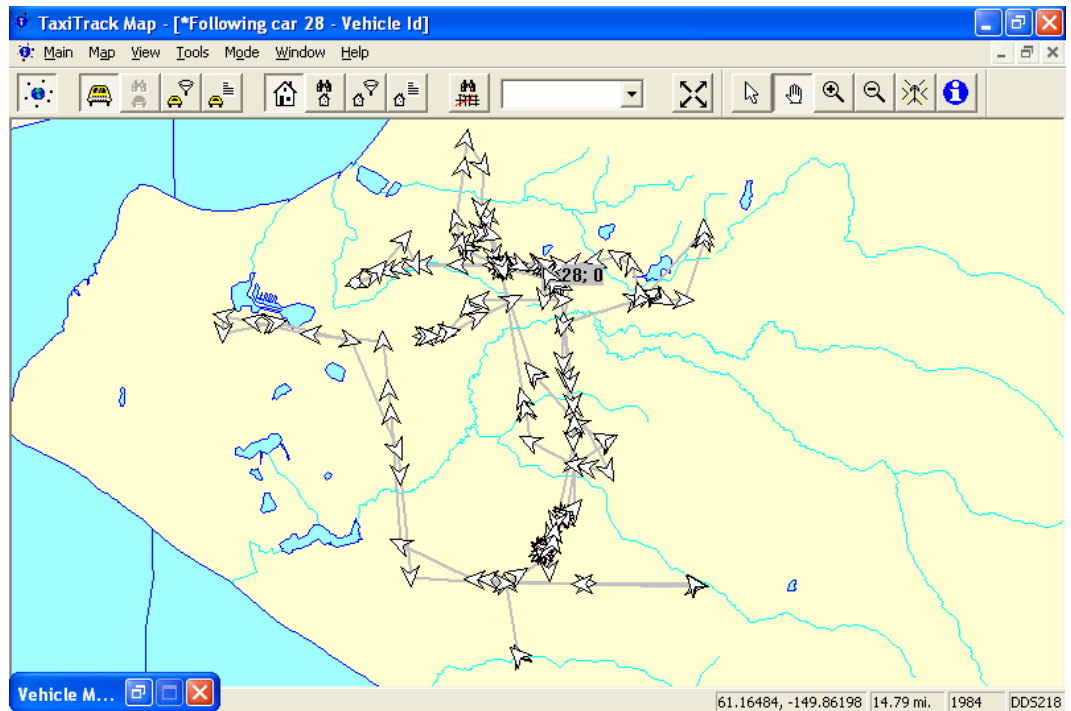 TaxiTrack Map - [*Following car 28 - Vehicle Id]
Main Map View Tools Mode Window Help
28; 0
Vehicle M...
61.16484, -149.86198 14.79 mi. 1984 DDS218